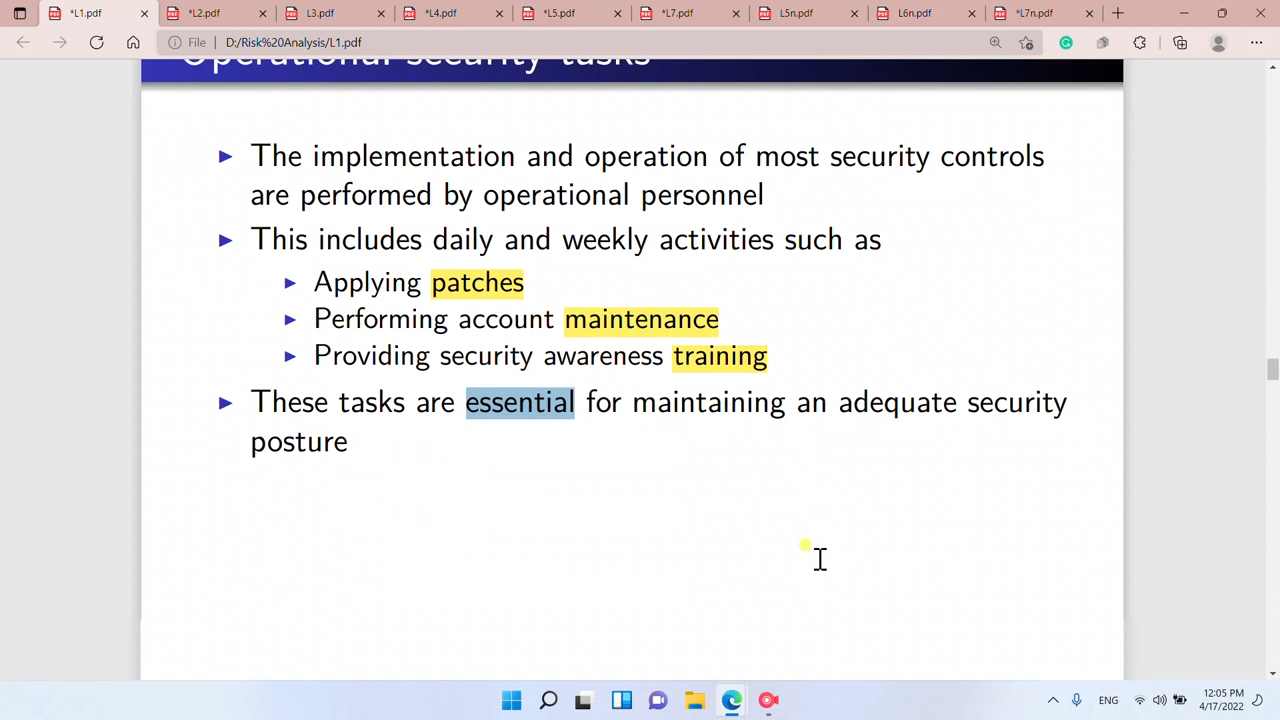 *L1.pdf *L2.pdf L3.pdf *L4.pdf *L5.pdf *L7.pdf L5n.pdf L6n.pdf *L7n.pdf
File D:/Risk%20Analysis/L1.pdf
Operational security tasks
The implementation and operation of most security controls
are performed by operational personnel
This includes daily and weekly activities such as
Applying patches
Performing account maintenance
Providing security awareness training
These tasks are essential for maintaining an adequate security
posture
ENG
12:05 PM
4/17/2022